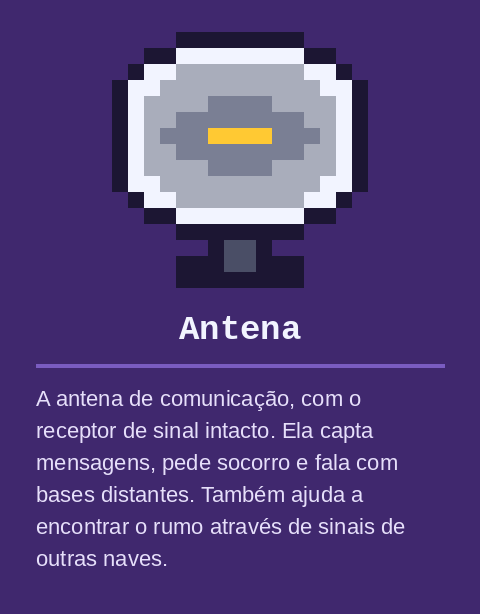 Antena
A antena de comunicação, com o
receptor de sinal intacto. Ela capta
mensagens, pede socorro e fala com
bases distantes. Também ajuda a
encontrar o rumo através de sinais de
outras naves.